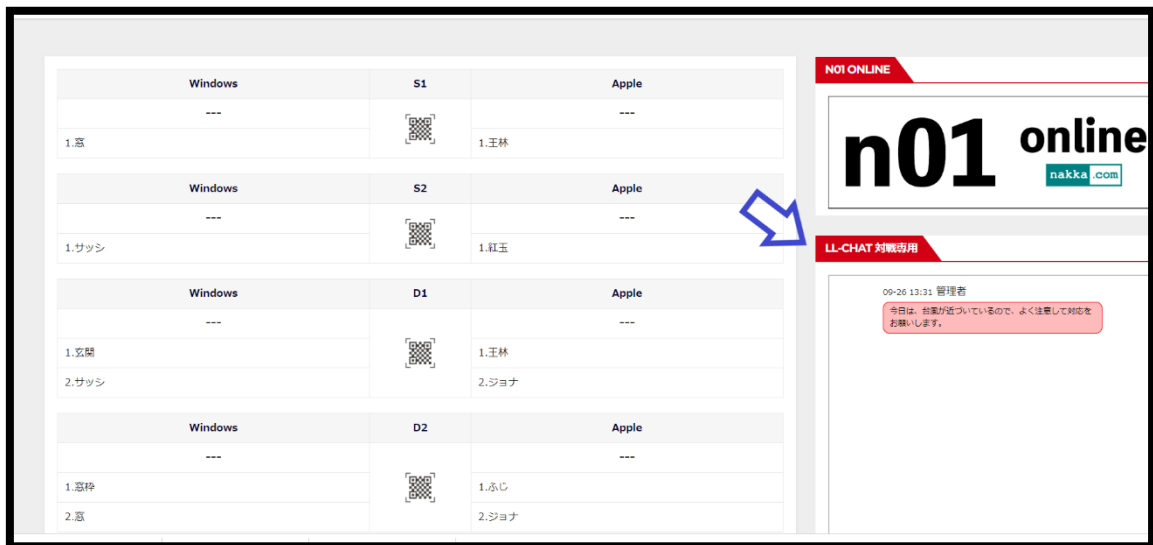 Windows S1 Apple
--- ---
1.窓 1.王林
Windows S2 Apple
--- ---
1.サッシ 1.紅玉
Windows D1 Apple
--- ---
1.玄関 1.王林
2.サッシ 2.ジョナ
Windows D2 Apple
--- ---
1.窓枠 1.ふじ
2.窓 2.ジョナ
N01 ONLINE
n01 online
nakka.com
LL-CHAT 対戦専用
09-26 13:31 管理者
今日は、台風が近づいているので、よく注意して対応を
お願いします。